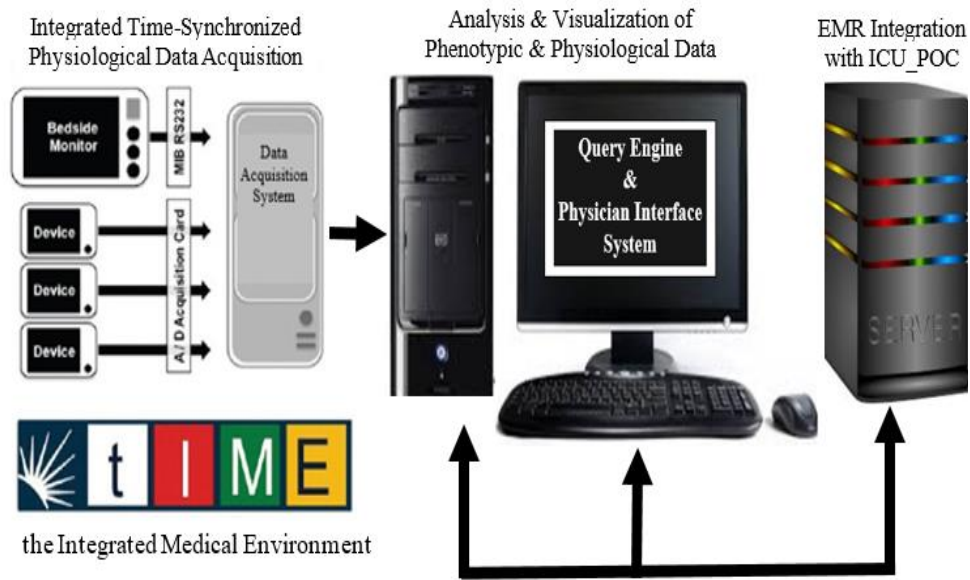 Integrated Time-Synchronized
Physiological Data Acquisition
Bedside
Monitor
MIB RS232
Data
Acquisition
System
Device
Device
Device
A/D Acquisition Card
tIME
the Integrated Medical Environment
Analysis & Visualization of
Phenotypic & Physiological Data
Query Engine
&
Physician Interface
System
hp
EMR Integration
with ICU_POC
SERVER